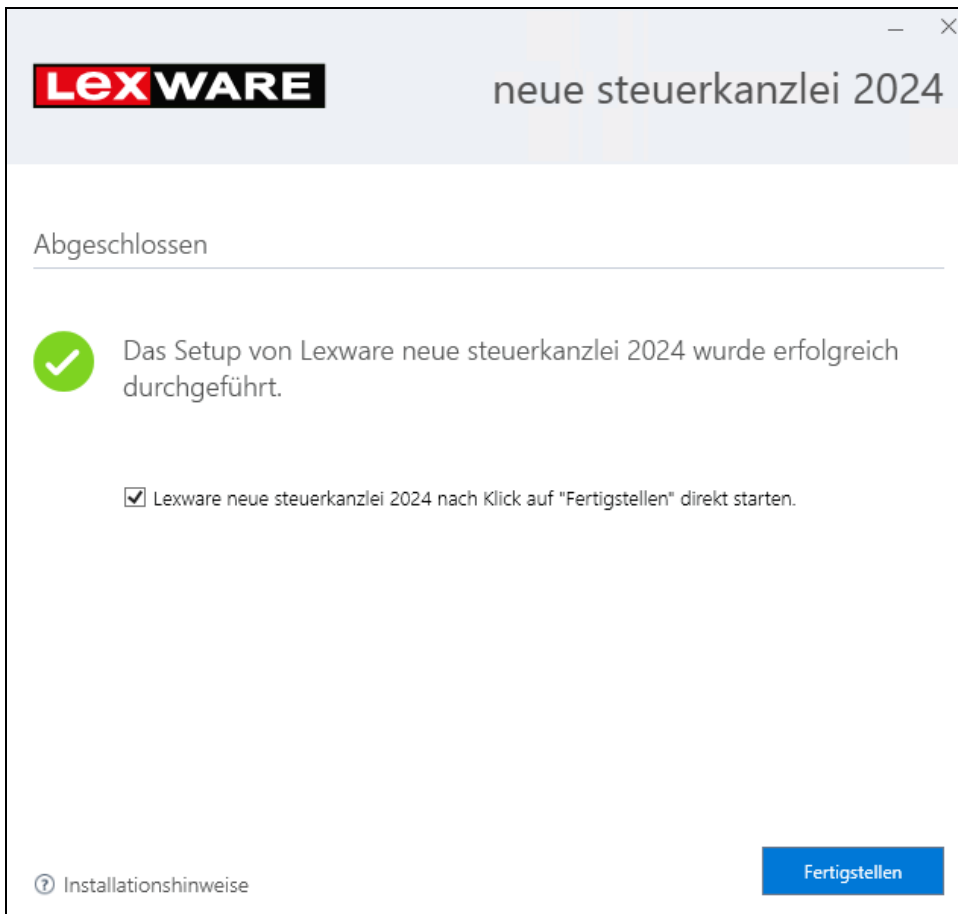 LEXWARE
neue steuerkanzlei 2024
Abgeschlossen
Das Setup von Lexware neue steuerkanzlei 2024 wurde erfolgreich
durchgeführt.
Lexware neue steuerkanzlei 2024 nach Klick auf "Fertigstellen" direkt starten.
Fertigstellen
? Installationshinweise